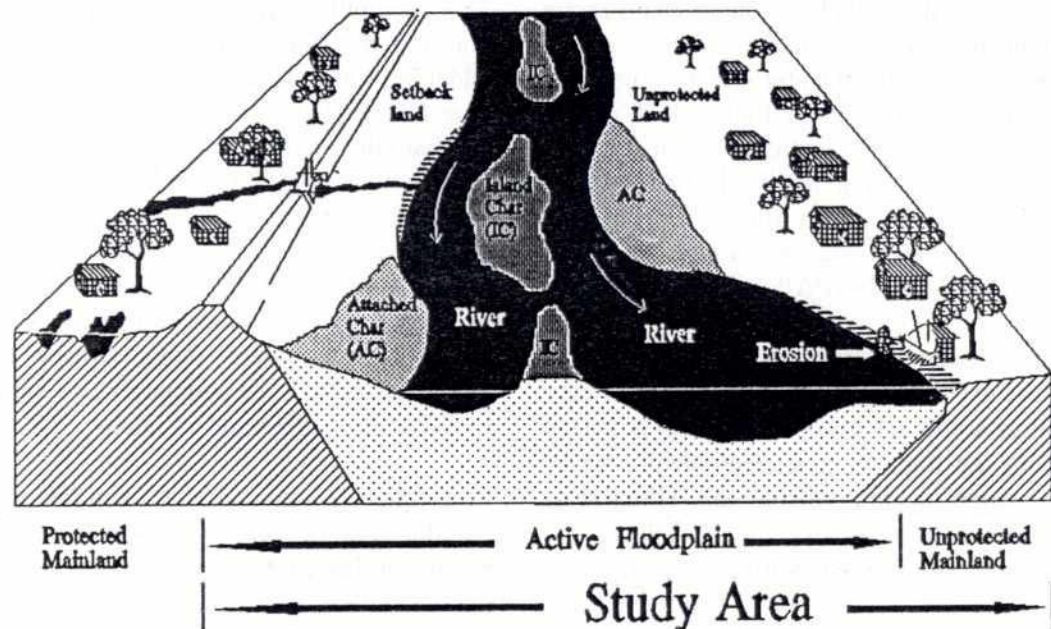 IC
Setback
land
Unprotected
Land
Island
Char
(IC)
AC
Attached
Char
(AC)
River
River
IC
Erosion
Protected
Mainland
Active Floodplain
Unprotected
Mainland
Study Area